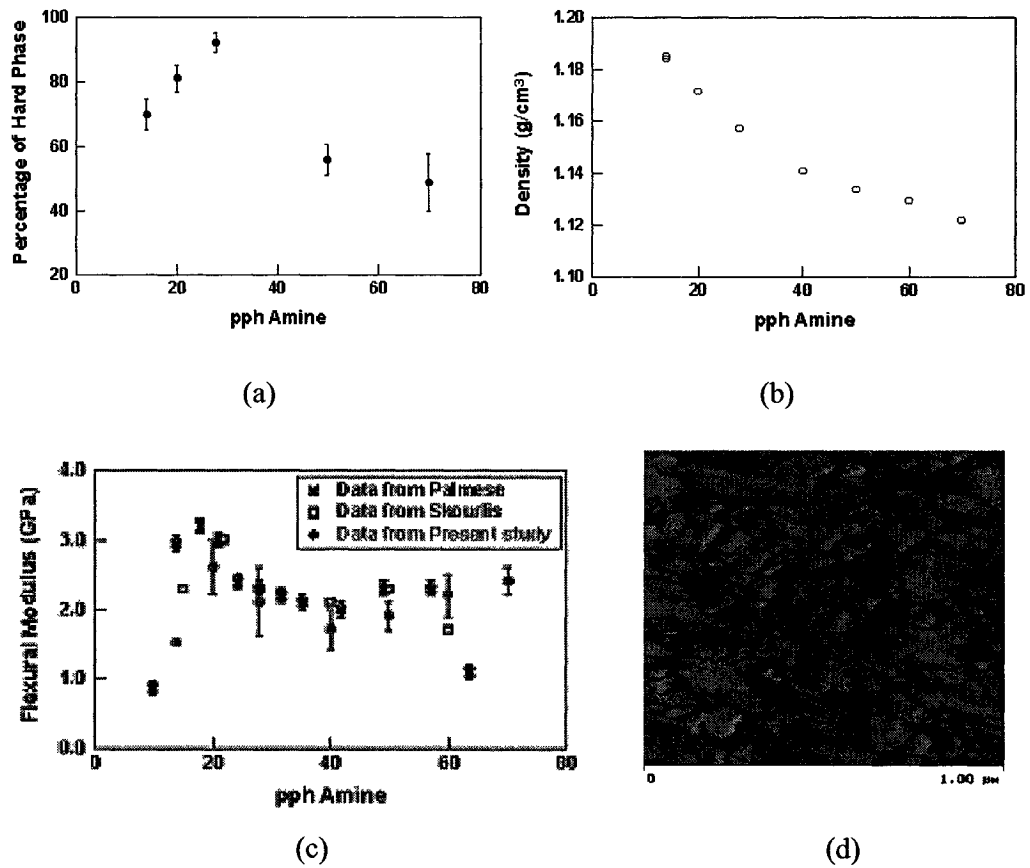 100
80
60
40
20
0
20
40
60
80
Percentage of Hard Phase
pph Amine
(a)
1.20
1.18
1.16
1.14
1.12
1.10
0
20
40
60
80
Density (g/cm³)
pph Amine
(b)
4.0
3.0
2.0
1.0
0.0
0
20
40
60
80
Flexural Modulus (GPa)
pph Amine
Data from Palmese
Data from Skourlis
Data from Present study
(c)
0
1.00 µm
(d)